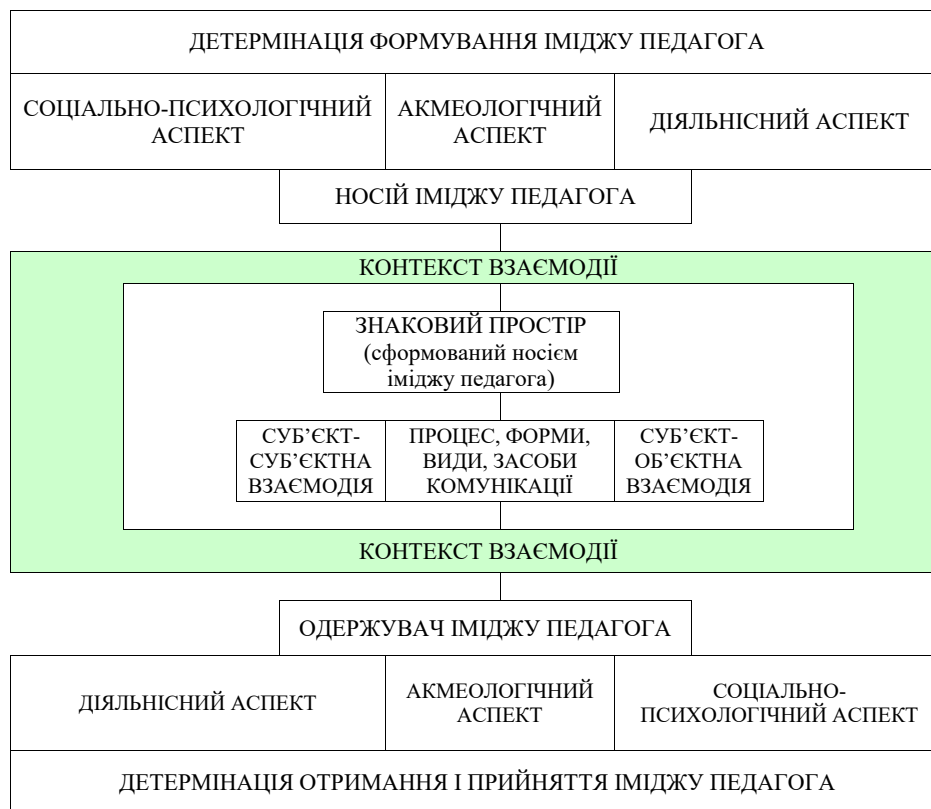 ДЕТЕРМІНАЦІЯ ФОРМУВАННЯ ІМІДЖУ ПЕДАГОГА
СОЦІАЛЬНО-ПСИХОЛОГІЧНИЙ
АСПЕКТ
АКМЕОЛОГІЧНИЙ
АСПЕКТ
ДІЯЛЬНІСНИЙ АСПЕКТ
НОСІЙ ІМІДЖУ ПЕДАГОГА
КОНТЕКСТ ВЗАЄМОДІЇ
ЗНАКОВИЙ ПРОСТІР
(сформований носієм
іміджу педагога)
СУБ’ЄКТ-
СУБ’ЄКТНА
ВЗАЄМОДІЯ
ПРОЦЕС, ФОРМИ,
ВИДИ, ЗАСОБИ
КОМУНІКАЦІЇ
СУБ’ЄКТ-
ОБ’ЄКТНА
ВЗАЄМОДІЯ
КОНТЕКСТ ВЗАЄМОДІЇ
ОДЕРЖУВАЧ ІМІДЖУ ПЕДАГОГА
ДІЯЛЬНІСНИЙ АСПЕКТ
АКМЕОЛОГІЧНИЙ
АСПЕКТ
СОЦІАЛЬНО-
ПСИХОЛОГІЧНИЙ АСПЕКТ
ДЕТЕРМІНАЦІЯ ОТРИМАННЯ І ПРИЙНЯТТЯ ІМІДЖУ ПЕДАГОГА